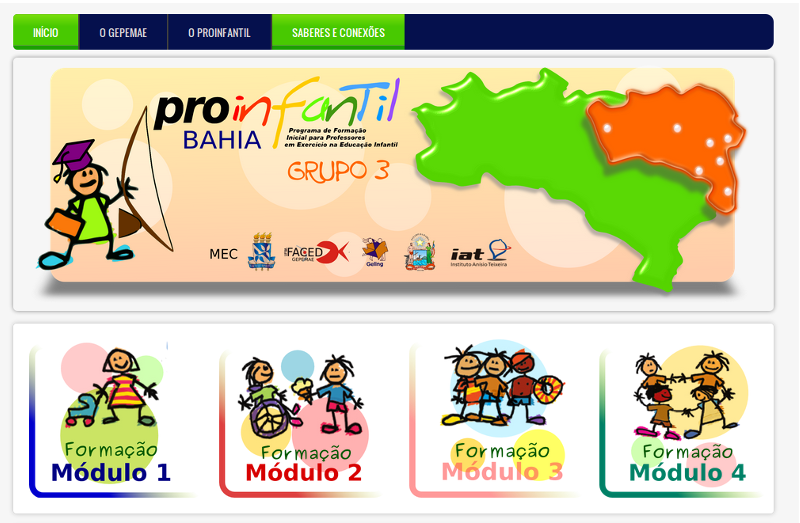 INÍCIO
O GEPEMAE
O PROINFANTIL
SABERES E CONEXÕES
proinfantil
BAHIA
Programa de Formação
Inicial para Professores
em Exercício na Educação Infantil
GRUPO 3
MEC
FACED
GEPEMAE
Geling
iat
Instituto Anísio Teixeira
Formação
Módulo 1
Formação
Módulo 2
Formação
Módulo 3
Formação
Módulo 4